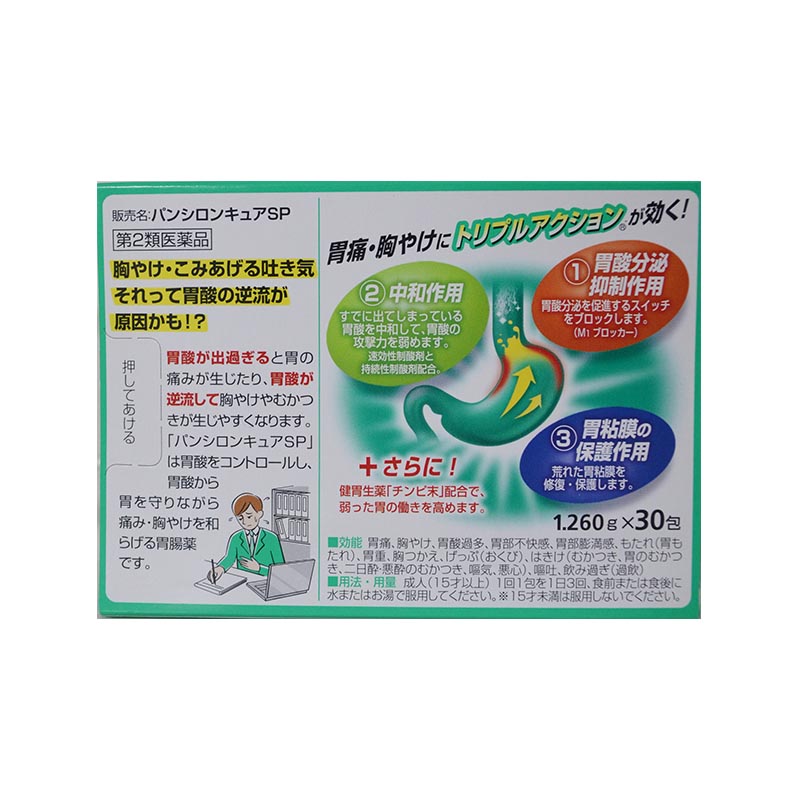 販売名:パンシロンキュアSP
第2類医薬品
胸やけ・こみあげる吐き気
それって胃酸の逆流が
原因かも!?
押してあける
胃酸が出過ぎると胃の
痛みが生じたり、胃酸が
逆流して胸やけやむかつ
きが生じやすくなります。
「パンシロンキュアSP」
は胃酸をコントロールし、
胃酸から
胃を守りながら
痛み・胸やけを和
らげる胃腸薬
です。
胃痛・胸やけにトリプルアクション®が効く!
①胃酸分泌
抑制作用
胃酸分泌を促進するスイッチ
をブロックします。
(M1ブロッカー)
②中和作用
すでに出てしまっている
胃酸を中和して、胃酸の
攻撃力を弱めます。
速効性制酸剤と
持続性制酸剤配合。
③胃粘膜の
保護作用
荒れた胃粘膜を
修復・保護します。
+さらに!
健胃生薬「チンピ末」配合で、
弱った胃の働きを高めます。
1.260g×30包
■効能 胃痛、胸やけ、胃酸過多、胃部不快感、胃部膨満感、もたれ(胃も
たれ)、胃重、胸つかえ、げっぷ(おくび)、はきけ(むかつき、胃のむかつ
き、二日酔・悪酔のむかつき、嘔気、悪心)、嘔吐、飲み過ぎ(過飲)
■用法・用量 成人(15才以上)1回1包を1日3回、食前または食後に
水またはお湯で服用してください。※15才未満は服用しないでください。